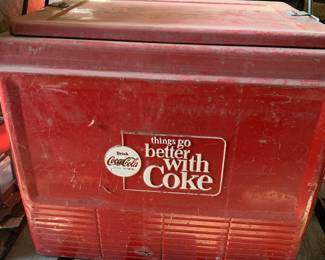 Drink
Coca-Cola
things go
better
with
Coke